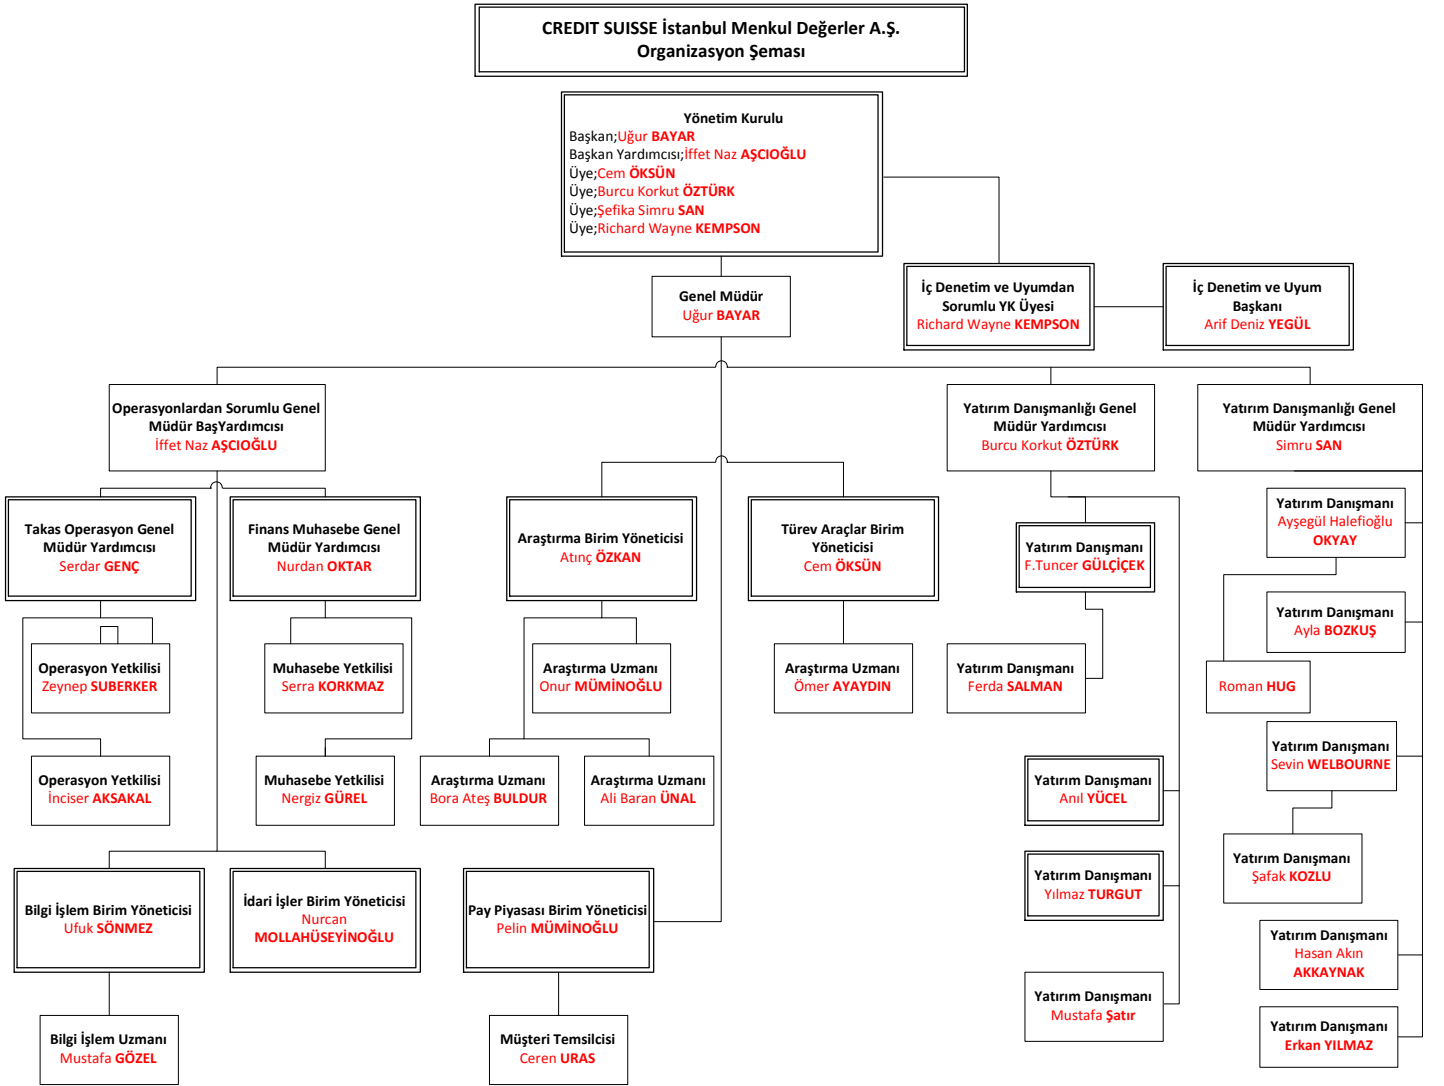 CREDIT SUISSE İstanbul Menkul Değerler A.Ş.
Organizasyon Şeması
Yönetim Kurulu
Başkan;Uğur BAYAR
Başkan Yardımcısı;İffet Naz AŞCIOĞLU
Üye;Cem ÖKSÜN
Üye;Burcu Korkut ÖZTÜRK
Üye;Şefika Simru SAN
Üye;Richard Wayne KEMPSON
Genel Müdür
Uğur BAYAR
İç Denetim ve Uyumdan
Sorumlu YK Üyesi
Richard Wayne KEMPSON
İç Denetim ve Uyum
Başkanı
Arif Deniz YEGÜL
Operasyonlardan Sorumlu Genel
Müdür BaşYardımcısı
İffet Naz AŞCIOĞLU
Yatırım Danışmanlığı Genel
Müdür Yardımcısı
Burcu Korkut ÖZTÜRK
Yatırım Danışmanlığı Genel
Müdür Yardımcısı
Simru SAN
Takas Operasyon Genel
Müdür Yardımcısı
Serdar GENÇ
Finans Muhasebe Genel
Müdür Yardımcısı
Nurdan OKTAR
Araştırma Birim Yöneticisi
Atınç ÖZKAN
Türev Araçlar Birim
Yöneticisi
Cem ÖKSÜN
Yatırım Danışmanı
F.Tuncer GÜLÇİÇEK
Yatırım Danışmanı
Ayşegül Halefioğlu
OKYAY
Yatırım Danışmanı
Ayla BOZKUŞ
Operasyon Yetkilisi
Zeynep SUBERKER
Muhasebe Yetkilisi
Serra KORKMAZ
Araştırma Uzmanı
Onur MÜMİNOĞLU
Araştırma Uzmanı
Ömer AYAYDIN
Yatırım Danışmanı
Ferda SALMAN
Roman HUG
Yatırım Danışmanı
Sevin WELBOURNE
Operasyon Yetkilisi
İnciser AKSAKAL
Muhasebe Yetkilisi
Nergiz GÜREL
Araştırma Uzmanı
Bora Ateş BULDUR
Araştırma Uzmanı
Ali Baran ÜNAL
Yatırım Danışmanı
Anıl YÜCEL
Yatırım Danışmanı
Şafak KOZLU
Bilgi İşlem Birim Yöneticisi
Ufuk SÖNMEZ
İdari İşler Birim Yöneticisi
Nurcan
MOLLAHÜSEYİNOĞLU
Pay Piyasası Birim Yöneticisi
Pelin MÜMİNOĞLU
Yatırım Danışmanı
Yılmaz TURGUT
Yatırım Danışmanı
Hasan Akın
AKKAYNAK
Yatırım Danışmanı
Mustafa Şatır
Bilgi İşlem Uzmanı
Mustafa GÖZEL
Müşteri Temsilcisi
Ceren URAS
Yatırım Danışmanı
Erkan YILMAZ